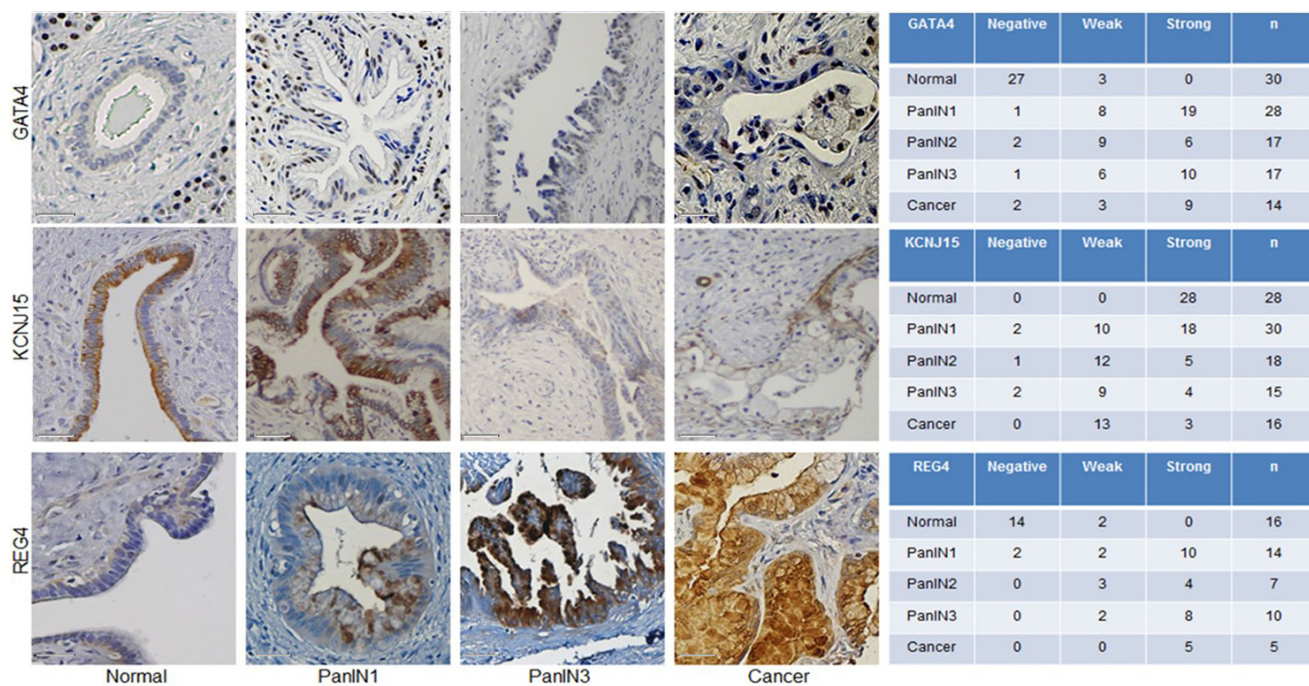 GATA4
GATA4 Negative Weak Strong n
Normal 27 3 0 30
PanIN1 1 8 19 28
PanIN2 2 9 6 17
PanIN3 1 6 10 17
Cancer 2 3 9 14
KCNJ15
KCNJ15 Negative Weak Strong n
Normal 0 0 28 28
PanIN1 2 10 18 30
PanIN2 1 12 5 18
PanIN3 2 9 4 15
Cancer 0 13 3 16
REG4
REG4 Negative Weak Strong n
Normal 14 2 0 16
PanIN1 2 2 10 14
PanIN2 0 3 4 7
PanIN3 0 2 8 10
Cancer 0 0 5 5
Normal PanIN1 PanIN3 Cancer